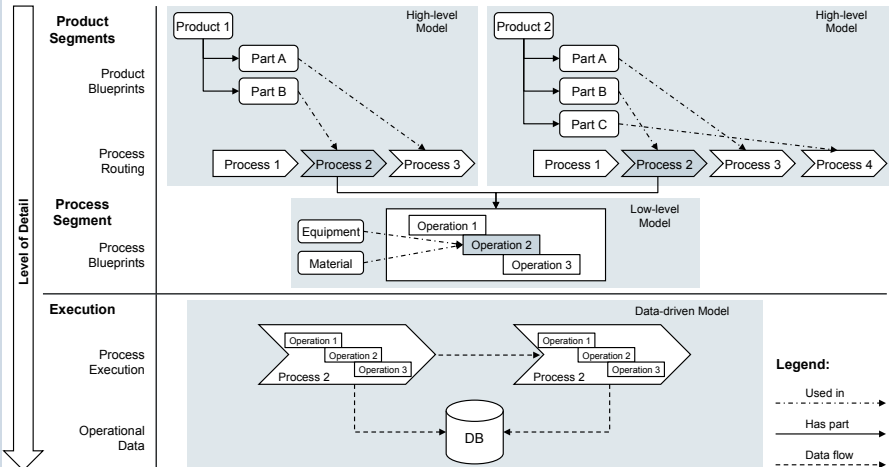 Level of Detail
Product
Segments
Product
Blueprints
Process
Routing
High-level
Model
Product 1
Part A
Part B
Process 1
Process 2
Process 3
High-level
Model
Product 2
Part A
Part B
Part C
Process 1
Process 2
Process 3
Process 4
Process
Segment
Process
Blueprints
Low-level
Model
Equipment
Material
Operation 1
Operation 2
Operation 3
Execution
Process
Execution
Operational
Data
Data-driven Model
Operation 1
Operation 2
Operation 3
Process 2
Operation 1
Operation 2
Operation 3
Process 2
DB
Legend:
Used in
Has part
Data flow